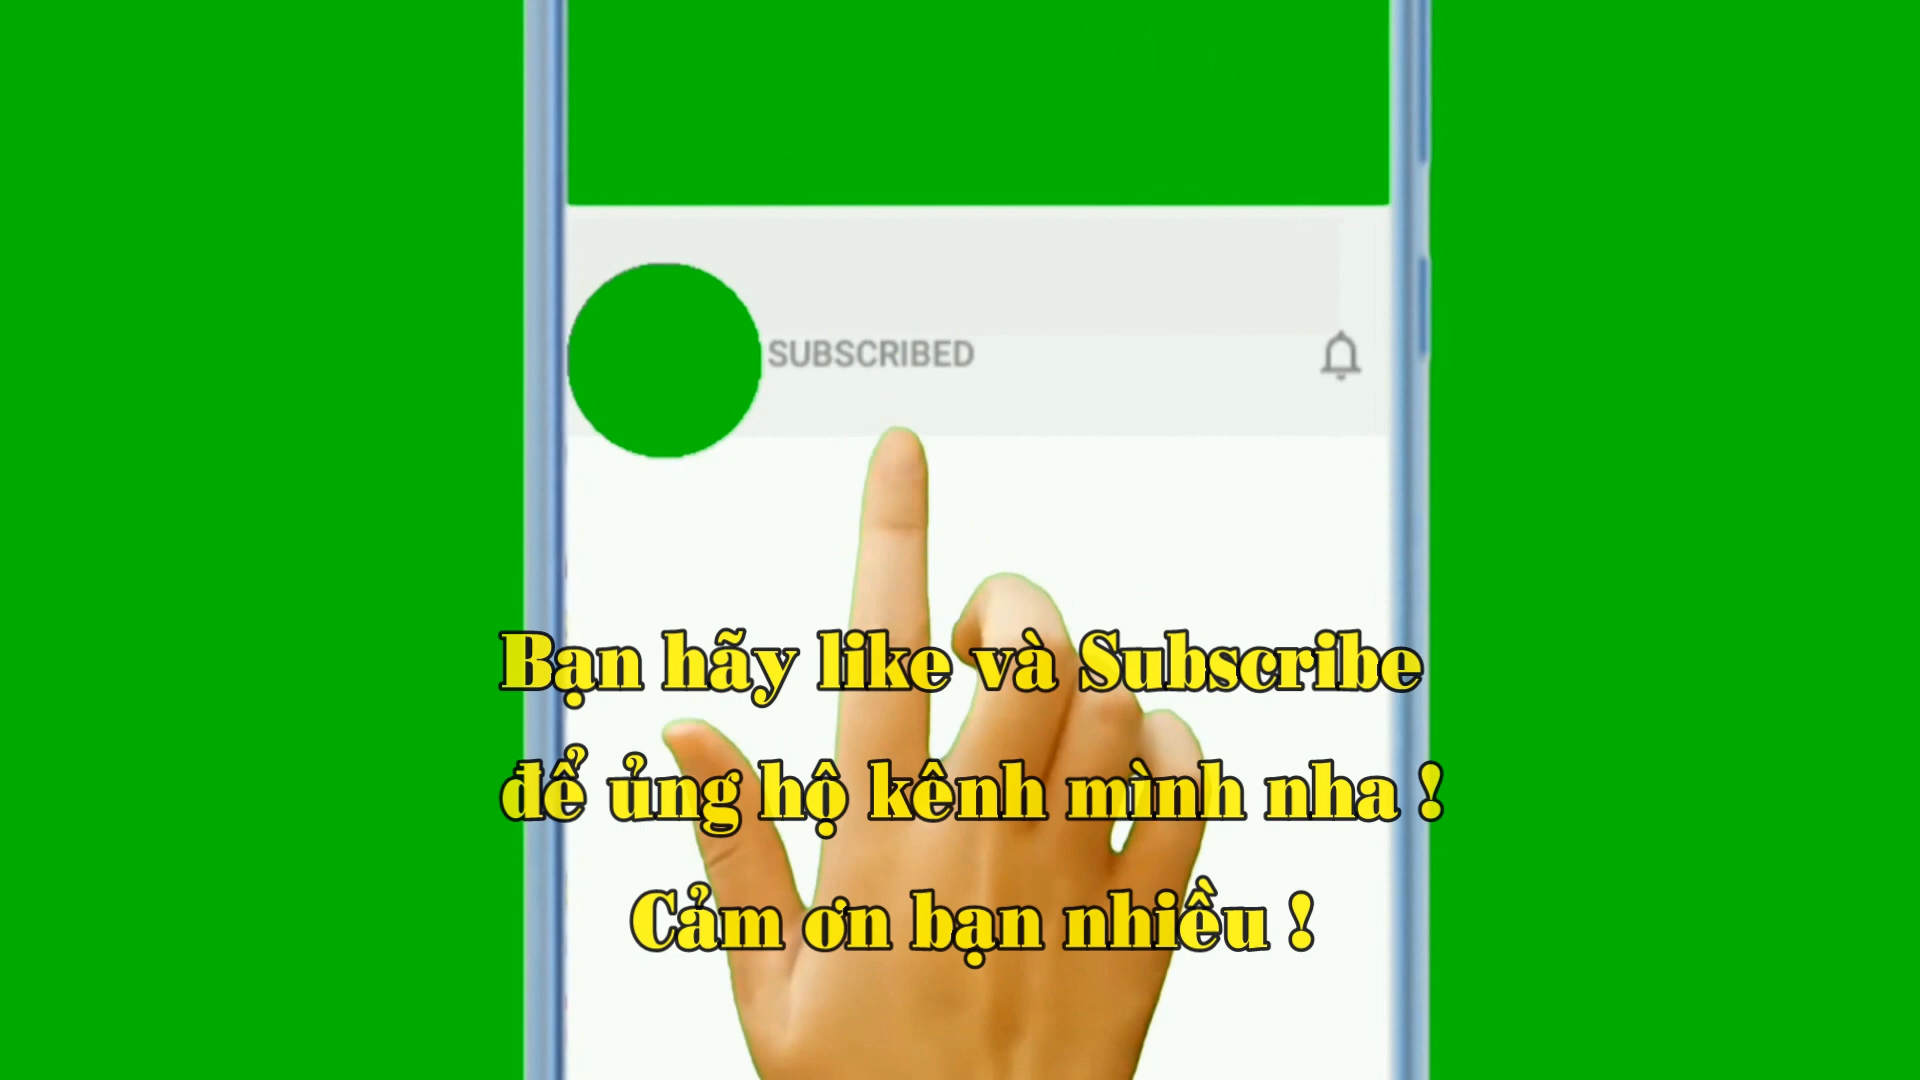 SUBSCRIBED
Bạn hãy like và Subscribe
để ủng hộ kênh mình nha !
Cảm ơn bạn nhiều !